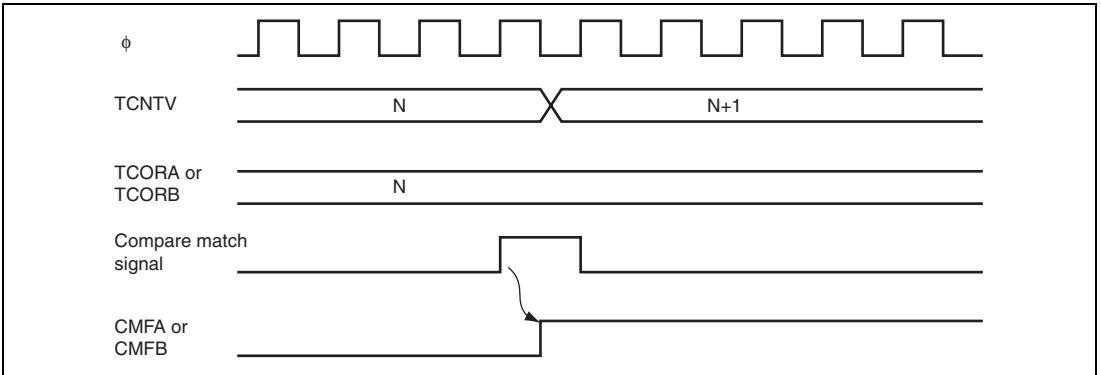 ϕ
TCNTV
N
N+1
TCORA or
TCORB
N
Compare match
signal
CMFA or
CMFB